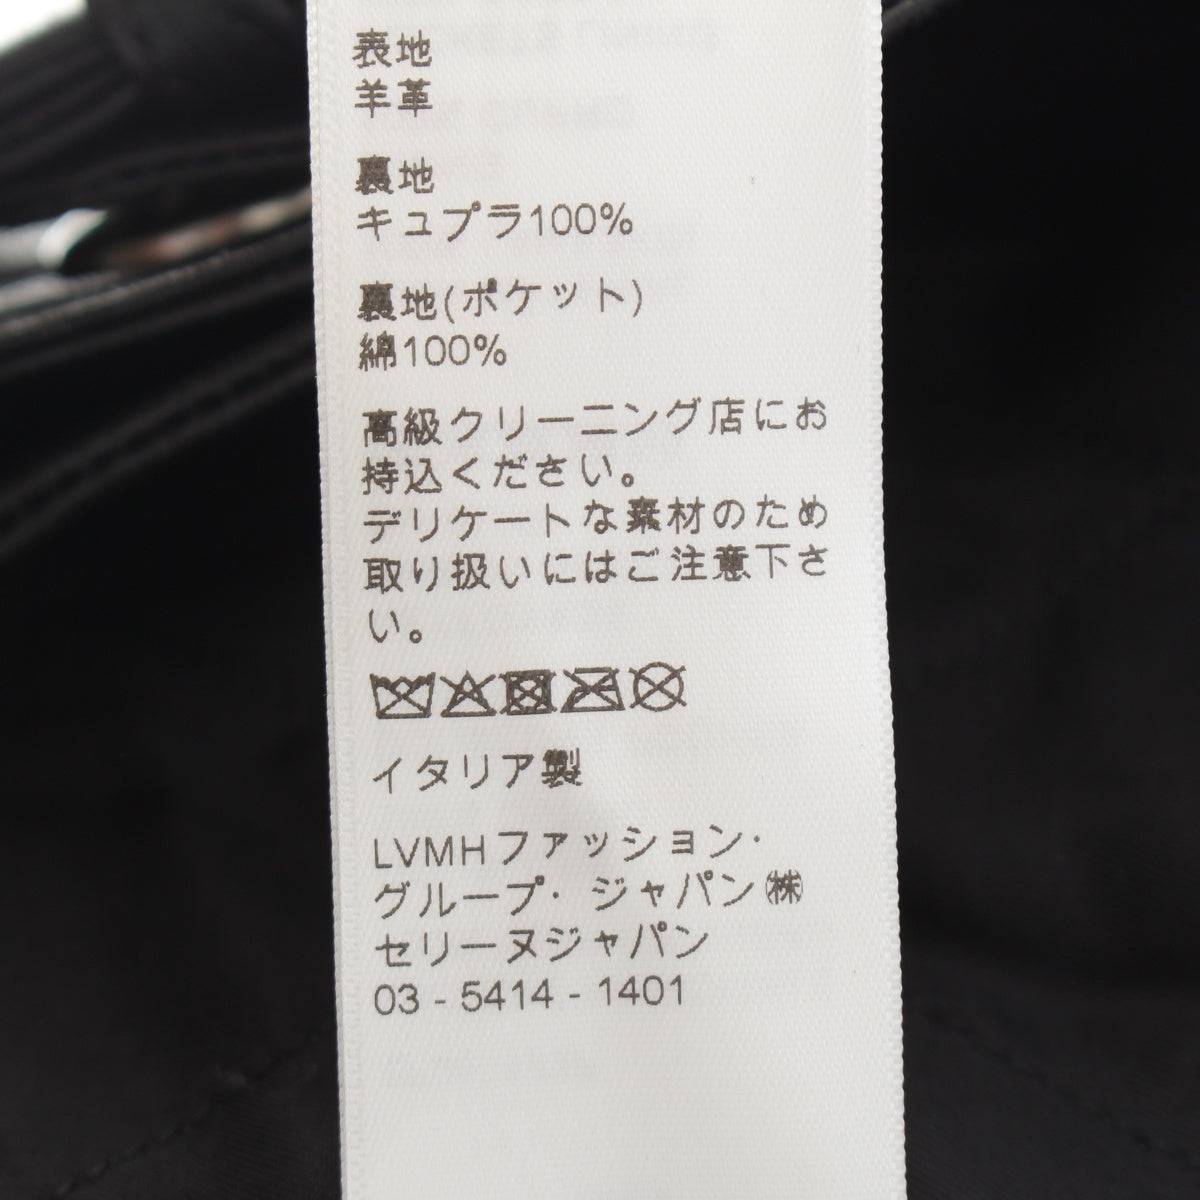 表地
羊革
裏地
キュプラ100%
裏地(ポケット)
綿100%
高級クリーニング店にお
持込ください。
デリケートな素材のため
取り扱いにはご注意下さ
い。
イタリア製
LVMHファッション·
グループ· ジャパン㈱
セリーヌジャパン
03 - 5414 - 1401